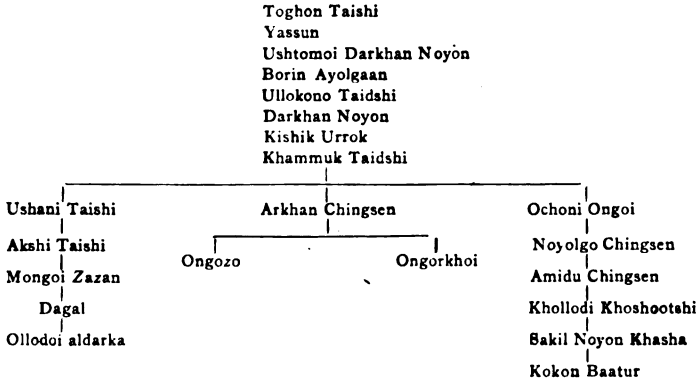 Toghon Taishi
Yassun
Ushtomoi Darkhan Noyon
Borin Ayolgaan
Ullokono Taidshi
Darkhan Noyon
Kishik Urrok
Khammuk Taidshi
Ushani Taishi Arkhan Chingsen Ochoni Ongoi
Akshi Taishi Noyolgo Chingsen
Ongozo Ongorkhoi
Mongoi Zazan Amidu Chingsen
Dagal Khollodi Khoshootshi
Ollodoi aldarka Sakil Noyon Khasha
Kokon Baatur